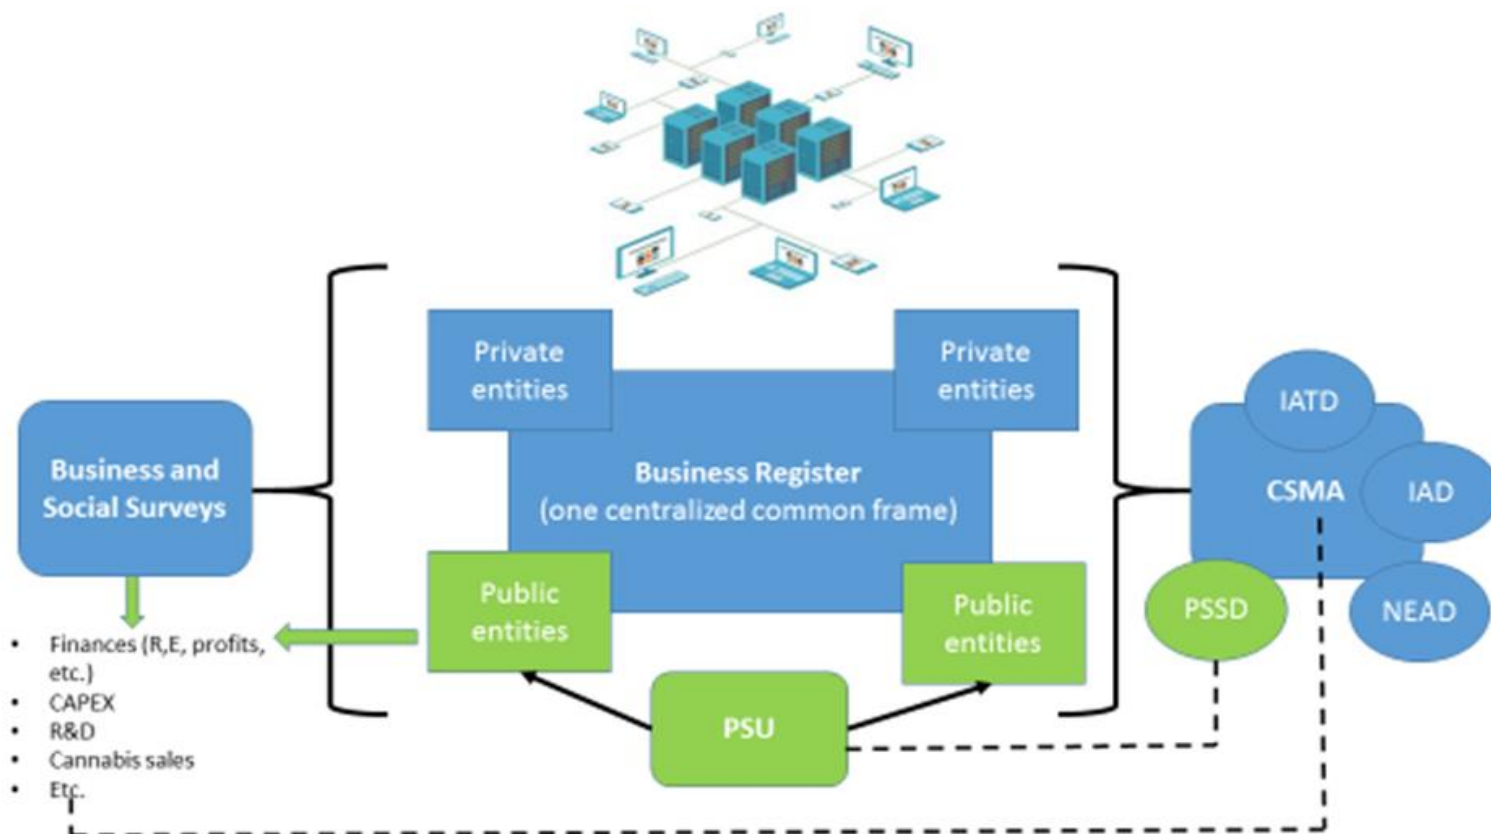 Private
entities
Private
entities
Business and
Social Surveys
Business Register
(one centralized common frame)
IATD
CSMA
IAD
PSSD
NEAD
Public
entities
Public
entities
PSU
• Finances (R,E, profits,
etc.)
• CAPEX
• R&D
• Cannabis sales
• Etc.